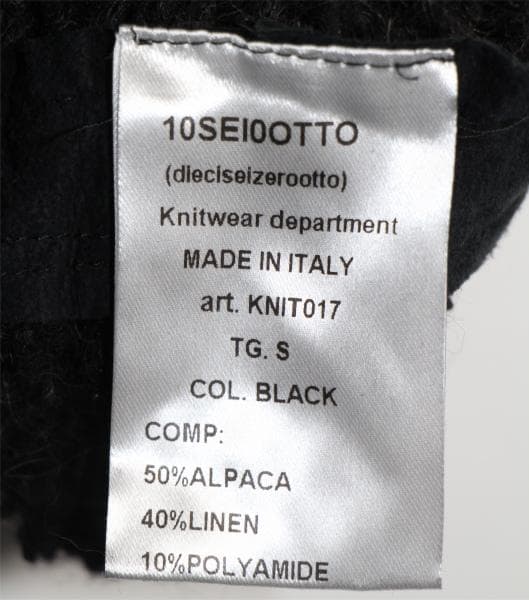 10SEI0OTTO
(dieciseizerootto)
Knitwear department
MADE IN ITALY
art. KNIT017
TG. S
COL. BLACK
COMP:
50%ALPACA
40%LINEN
10%POLYAMIDE